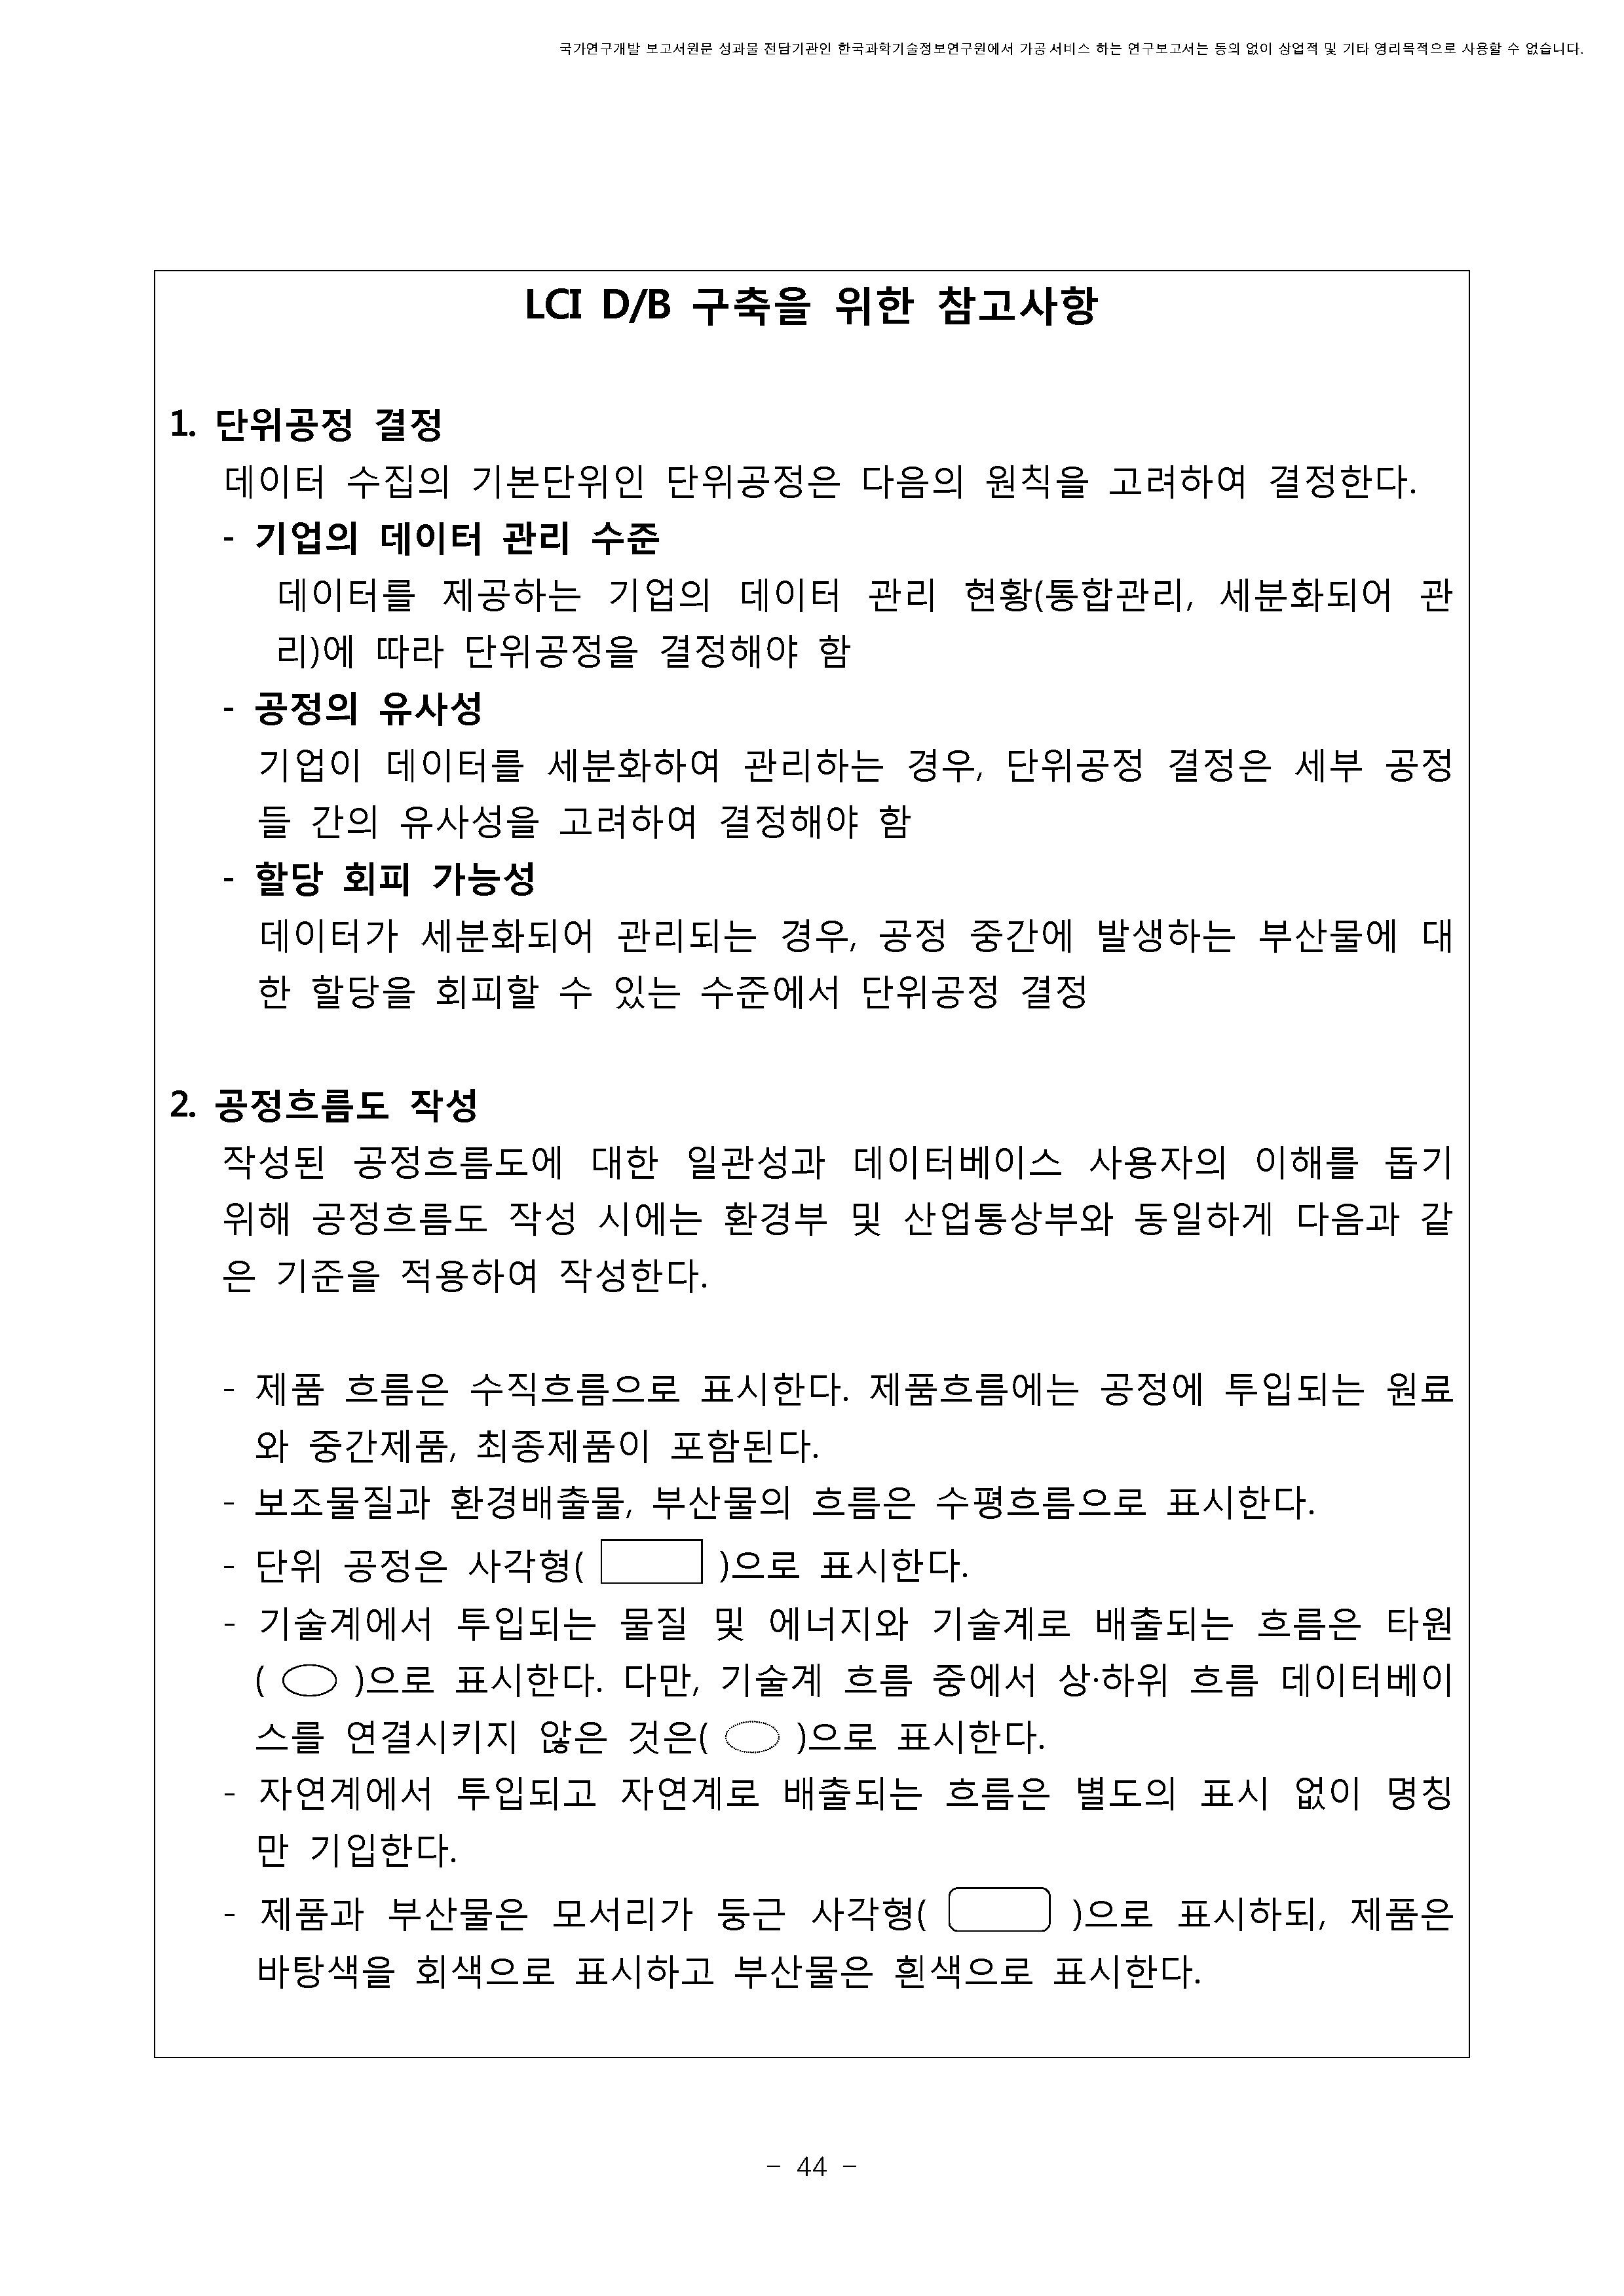 국가연구개발 보고서원문 성과물 전담기관인 한국과학기술정보연구원에서 가공·서비스 하는 연구보고서는 동의 없이 상업적 및 기타 영리목적으로 사용할 수 없습니다.
LCI D/B 구축을 위한 참고사항
1. 단위공정 결정
데이터 수집의 기본단위인 단위공정은 다음의 원칙을 고려하여 결정한다.
- 기업의 데이터 관리 수준
데이터를 제공하는 기업의 데이터 관리 현황(통합관리, 세분화되어 관
리)에 따라 단위공정을 결정해야 함
- 공정의 유사성
기업이 데이터를 세분화하여 관리하는 경우, 단위공정 결정은 세부 공정
들 간의 유사성을 고려하여 결정해야 함
- 할당 회피 가능성
데이터가 세분화되어 관리되는 경우, 공정 중간에 발생하는 부산물에 대
한 할당을 회피할 수 있는 수준에서 단위공정 결정
2. 공정흐름도 작성
작성된 공정흐름도에 대한 일관성과 데이터베이스 사용자의 이해를 돕기
위해 공정흐름도 작성 시에는 환경부 및 산업통상부와 동일하게 다음과 같
은 기준을 적용하여 작성한다.
- 제품 흐름은 수직흐름으로 표시한다. 제품흐름에는 공정에 투입되는 원료
와 중간제품, 최종제품이 포함된다.
- 보조물질과 환경배출물, 부산물의 흐름은 수평흐름으로 표시한다.
- 단위 공정은 사각형( )으로 표시한다.
- 기술계에서 투입되는 물질 및 에너지와 기술계로 배출되는 흐름은 타원
( )으로 표시한다. 다만, 기술계 흐름 중에서 상·하위 흐름 데이터베이
스를 연결시키지 않은 것은( )으로 표시한다.
- 자연계에서 투입되고 자연계로 배출되는 흐름은 별도의 표시 없이 명칭
만 기입한다.
- 제품과 부산물은 모서리가 둥근 사각형( )으로 표시하되, 제품은
바탕색을 회색으로 표시하고 부산물은 흰색으로 표시한다.
- 44 -